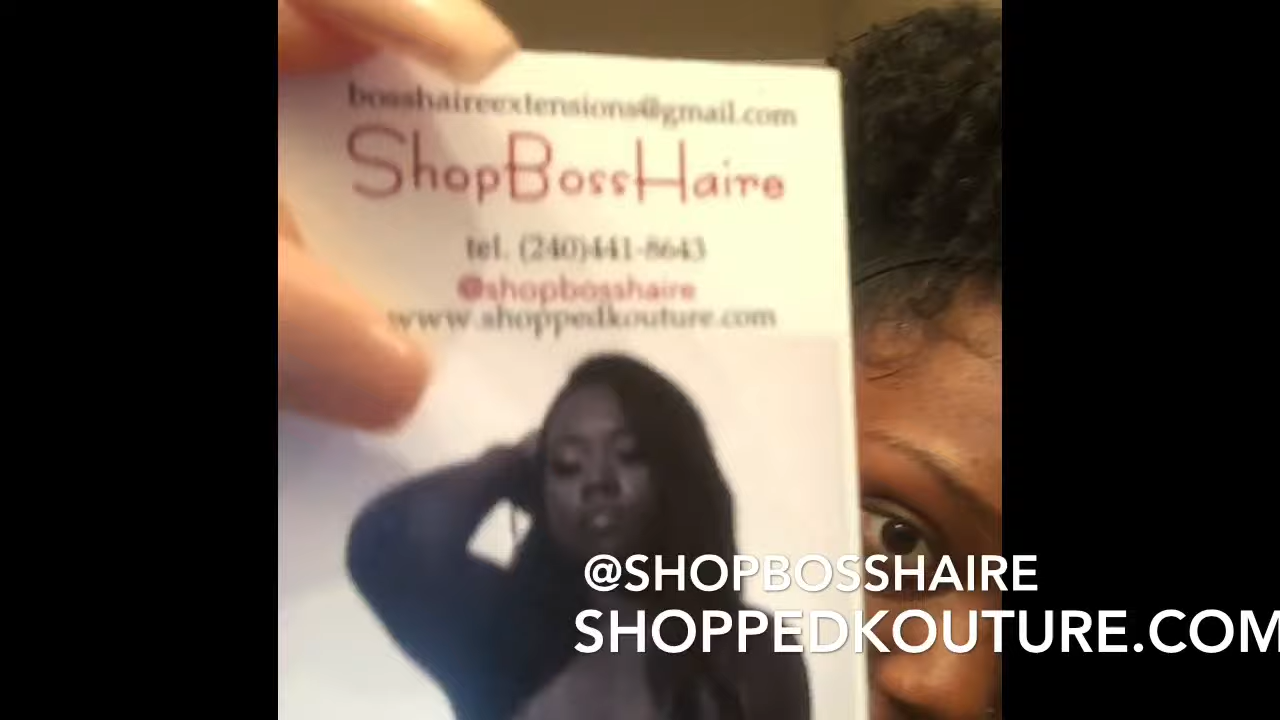 bosshaireextensions@gmail.com
ShopBossHaire
tel. (240)441-8643
@shopbosshaire
www.shoppedkouture.com
@SHOPBOSSHAIRE
SHOPPEDKOUTURE.COM